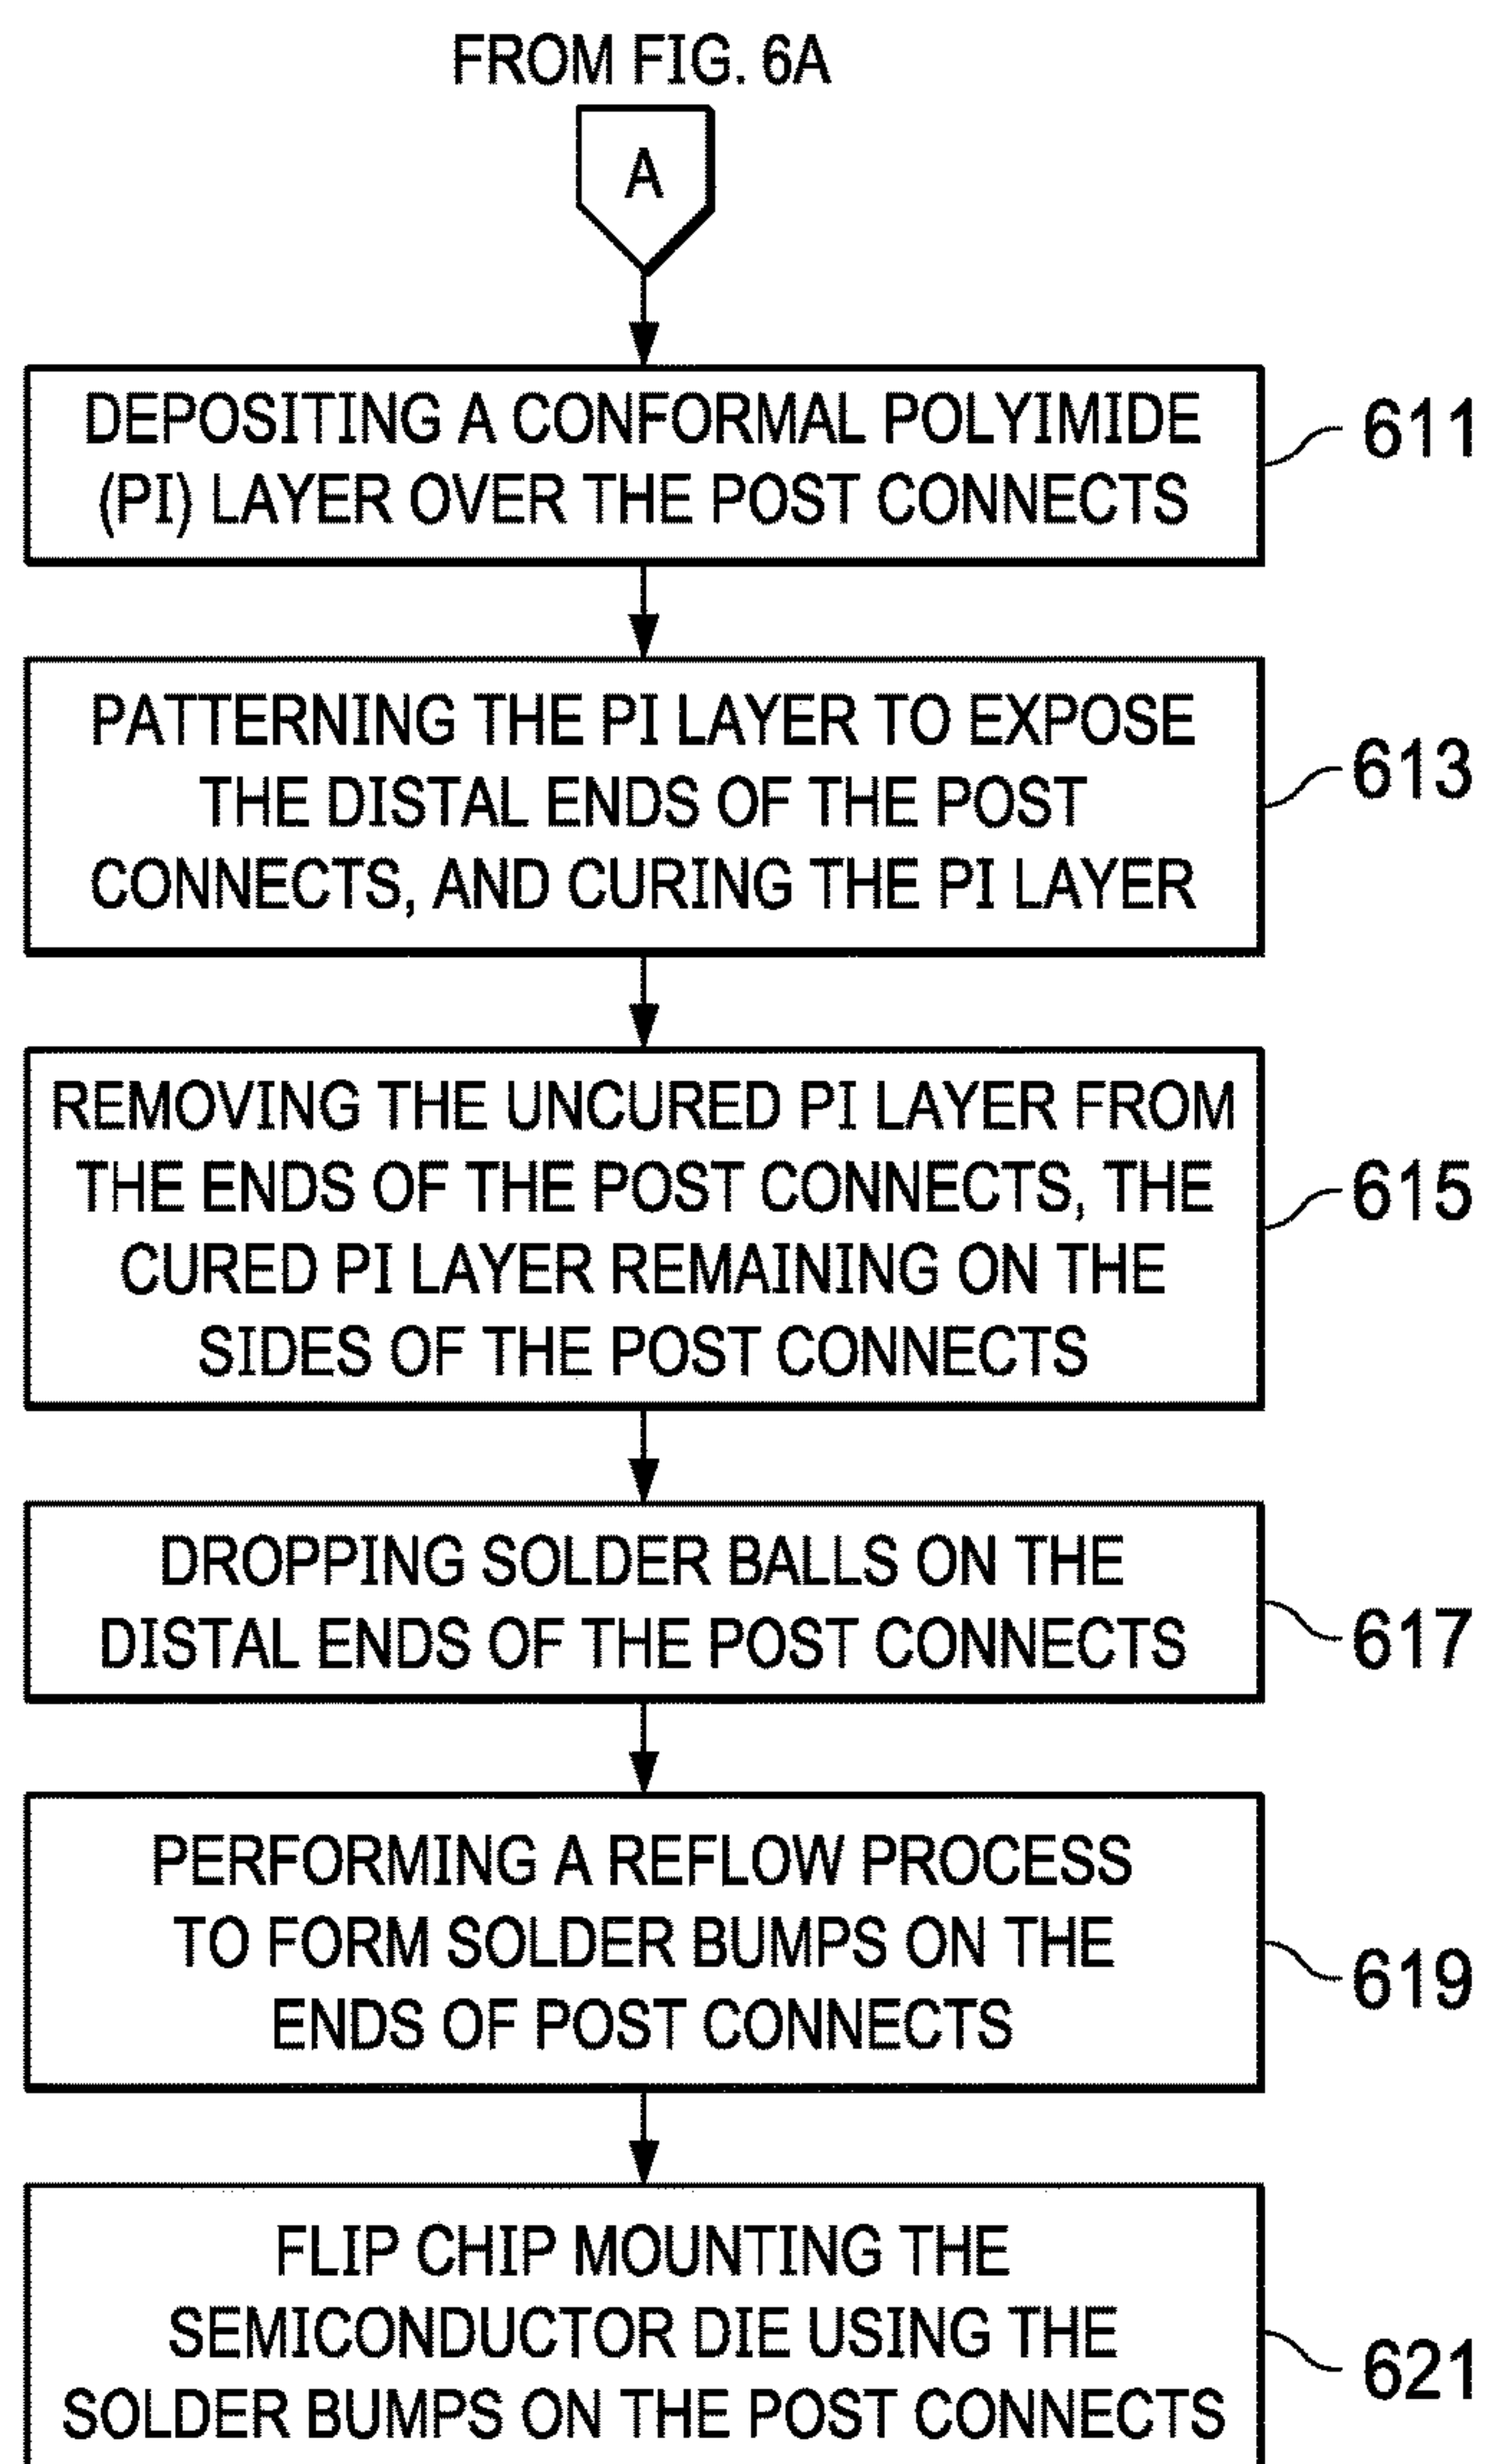 FROM FIG. 6A
A
DEPOSITING A CONFORMAL POLYIMIDE
(PI) LAYER OVER THE POST CONNECTS
611
PATTERNING THE PI LAYER TO EXPOSE
THE DISTAL ENDS OF THE POST
CONNECTS, AND CURING THE PI LAYER
613
REMOVING THE UNCURED PI LAYER FROM
THE ENDS OF THE POST CONNECTS, THE
CURED PI LAYER REMAINING ON THE
SIDES OF THE POST CONNECTS
615
DROPPING SOLDER BALLS ON THE
DISTAL ENDS OF THE POST CONNECTS
617
PERFORMING A REFLOW PROCESS
TO FORM SOLDER BUMPS ON THE
ENDS OF POST CONNECTS
619
FLIP CHIP MOUNTING THE
SEMICONDUCTOR DIE USING THE
SOLDER BUMPS ON THE POST CONNECTS
621